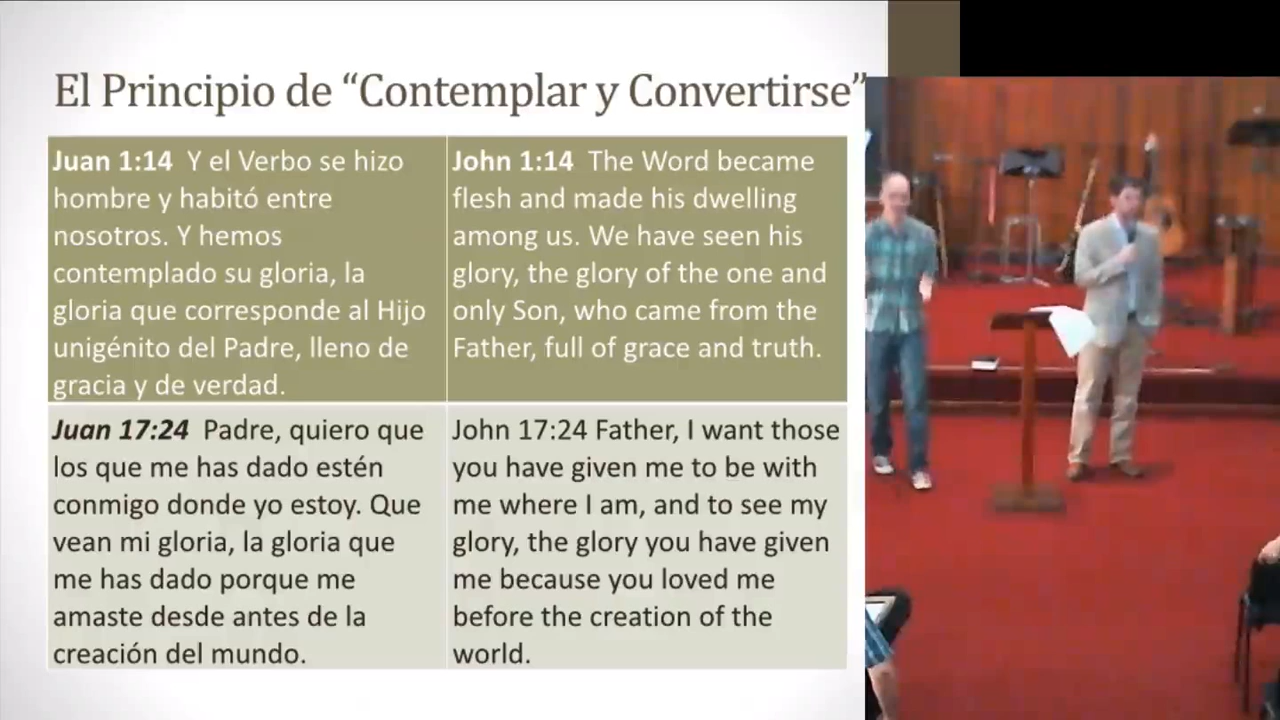 El Principio de “Contemplar y Convertirse”
Juan 1:14 Y el Verbo se hizo
hombre y habitó entre
nosotros. Y hemos
contemplado su gloria, la
gloria que corresponde al Hijo
unigénito del Padre, lleno de
gracia y de verdad.
John 1:14 The Word became
flesh and made his dwelling
among us. We have seen his
glory, the glory of the one and
only Son, who came from the
Father, full of grace and truth.
Juan 17:24 Padre, quiero que
los que me has dado estén
conmigo donde yo estoy. Que
vean mi gloria, la gloria que
me has dado porque me
amaste desde antes de la
creación del mundo.
John 17:24 Father, I want those
you have given me to be with
me where I am, and to see my
glory, the glory you have given
me because you loved me
before the creation of the
world.